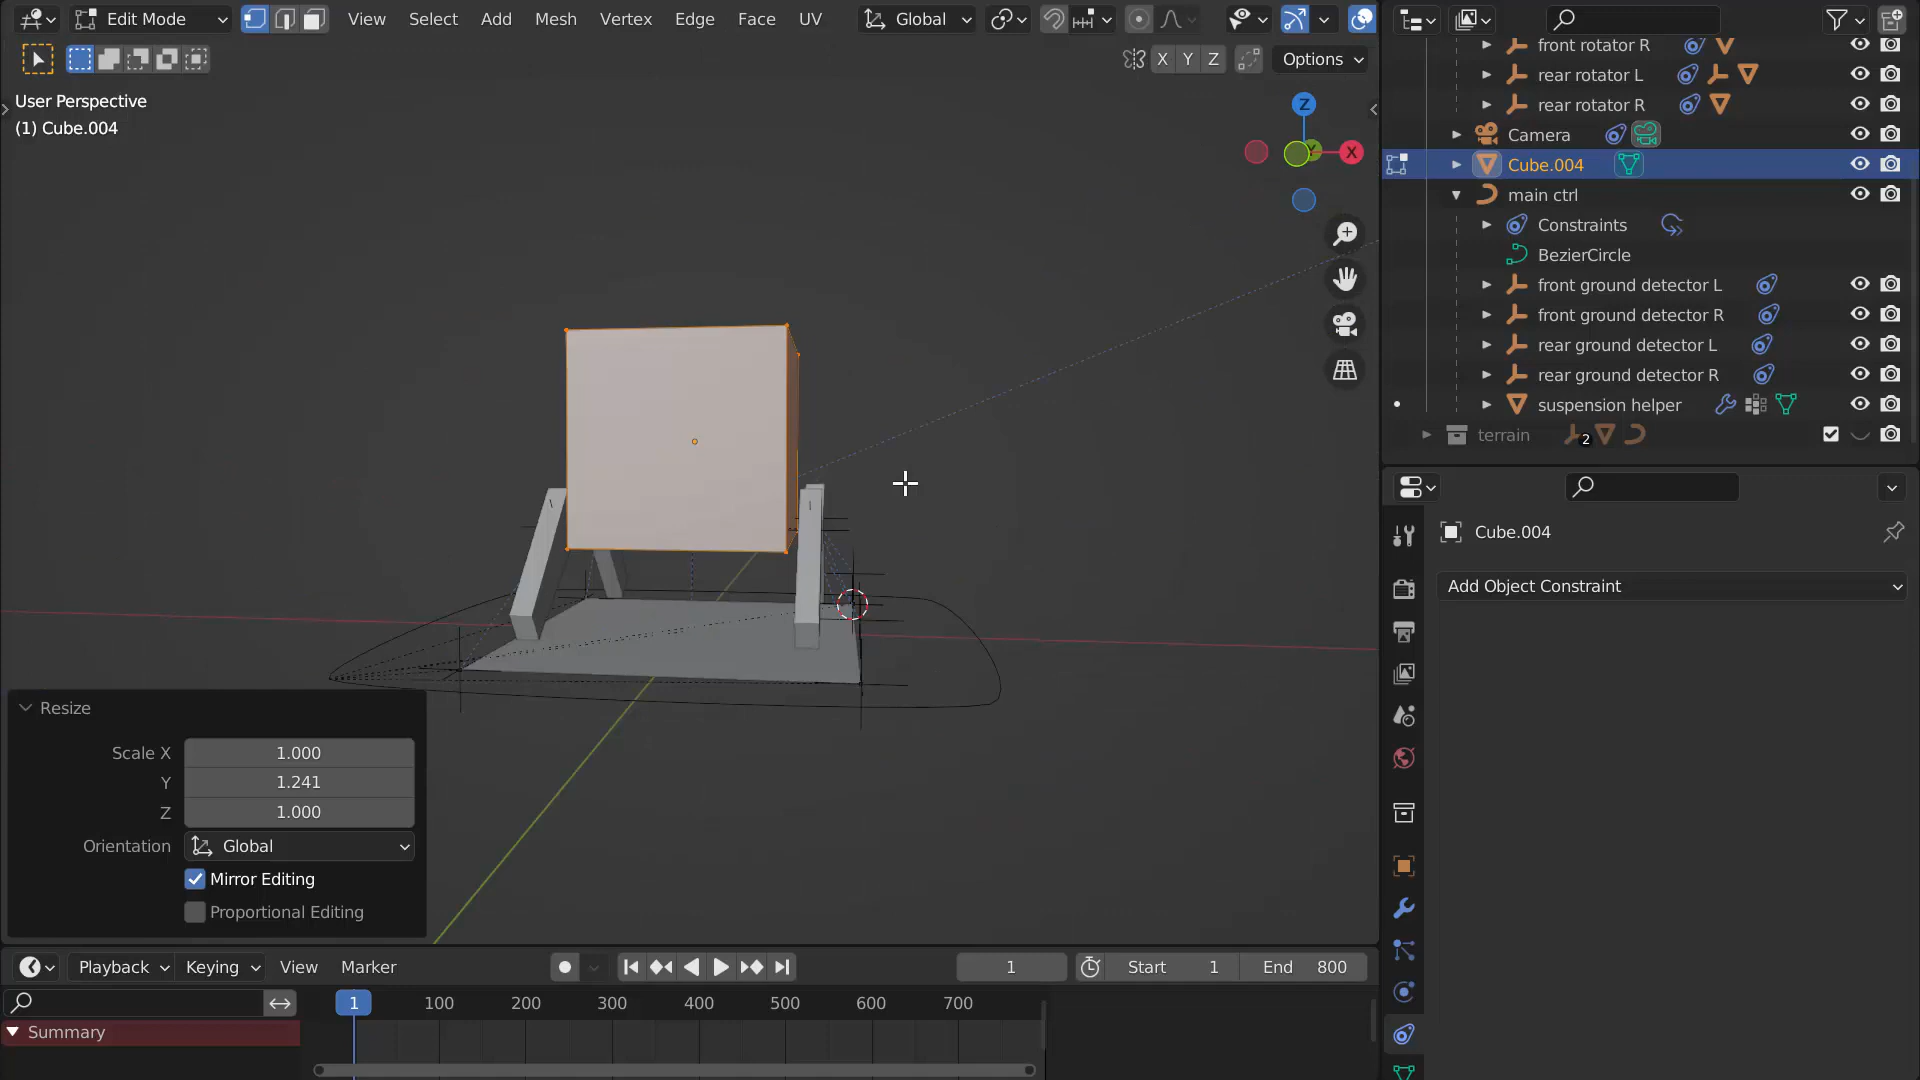 Edit Mode View Select Add Mesh Vertex Edge Face UV Global
X Y Z Options
User Perspective
(1) Cube.004
Z
X
front rotator R
rear rotator L
rear rotator R
Camera
Cube.004
main ctrl
Constraints
BezierCircle
front ground detector L
front ground detector R
rear ground detector L
rear ground detector R
suspension helper
terrain 2
Cube.004
Add Object Constraint
Resize
Scale X 1.000
Y 1.241
Z 1.000
Orientation Global
Mirror Editing
Proportional Editing
Playback Keying View Marker 1 Start 1 End 800
1 100 200 300 400 500 600 700
Summary